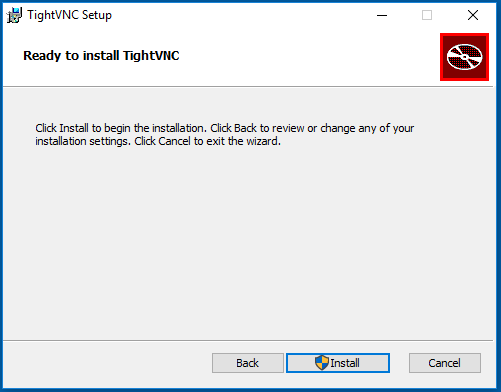 TightVNC Setup
Ready to install TightVNC
Click Install to begin the installation. Click Back to review or change any of your
installation settings. Click Cancel to exit the wizard.
Back Install Cancel